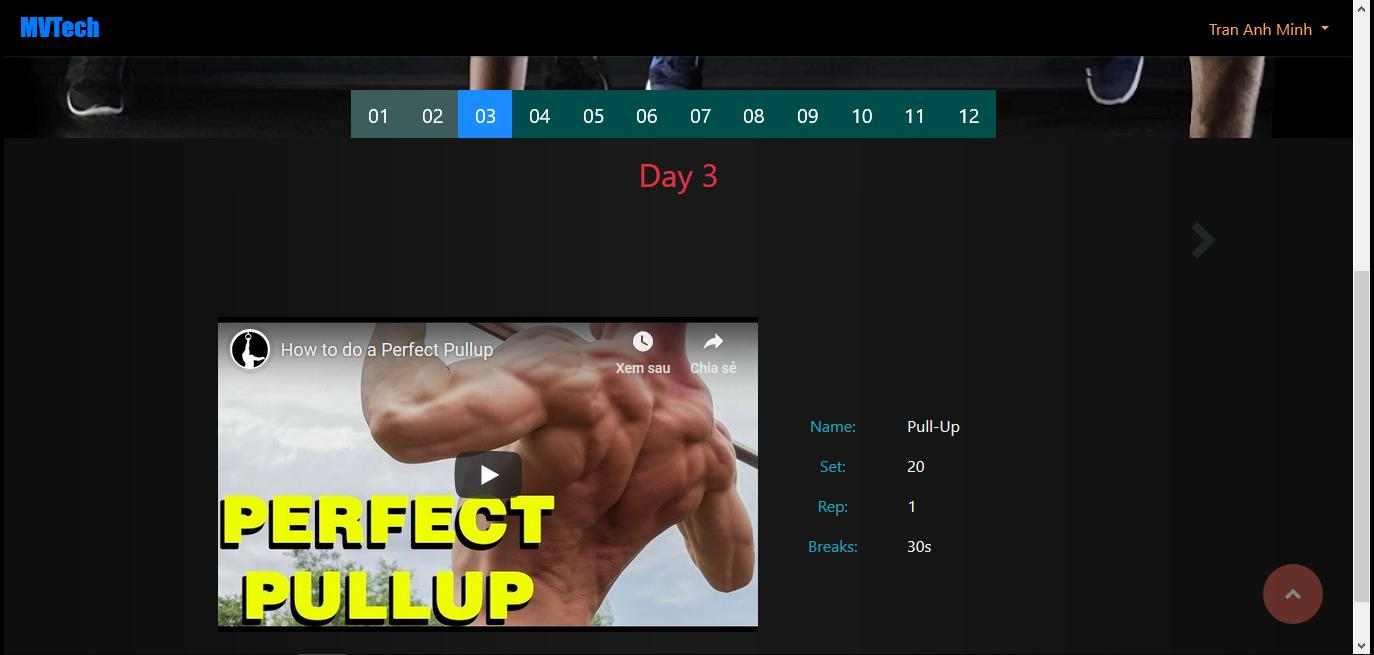 MVTech
Tran Anh Minh
01 02 03 04 05 06 07 08 09 10 11 12
Day 3
How to do a Perfect Pullup
Xem sau
Chia sẻ
PERFECT
PULLUP
Name: Pull-Up
Set: 20
Rep: 1
Breaks: 30s